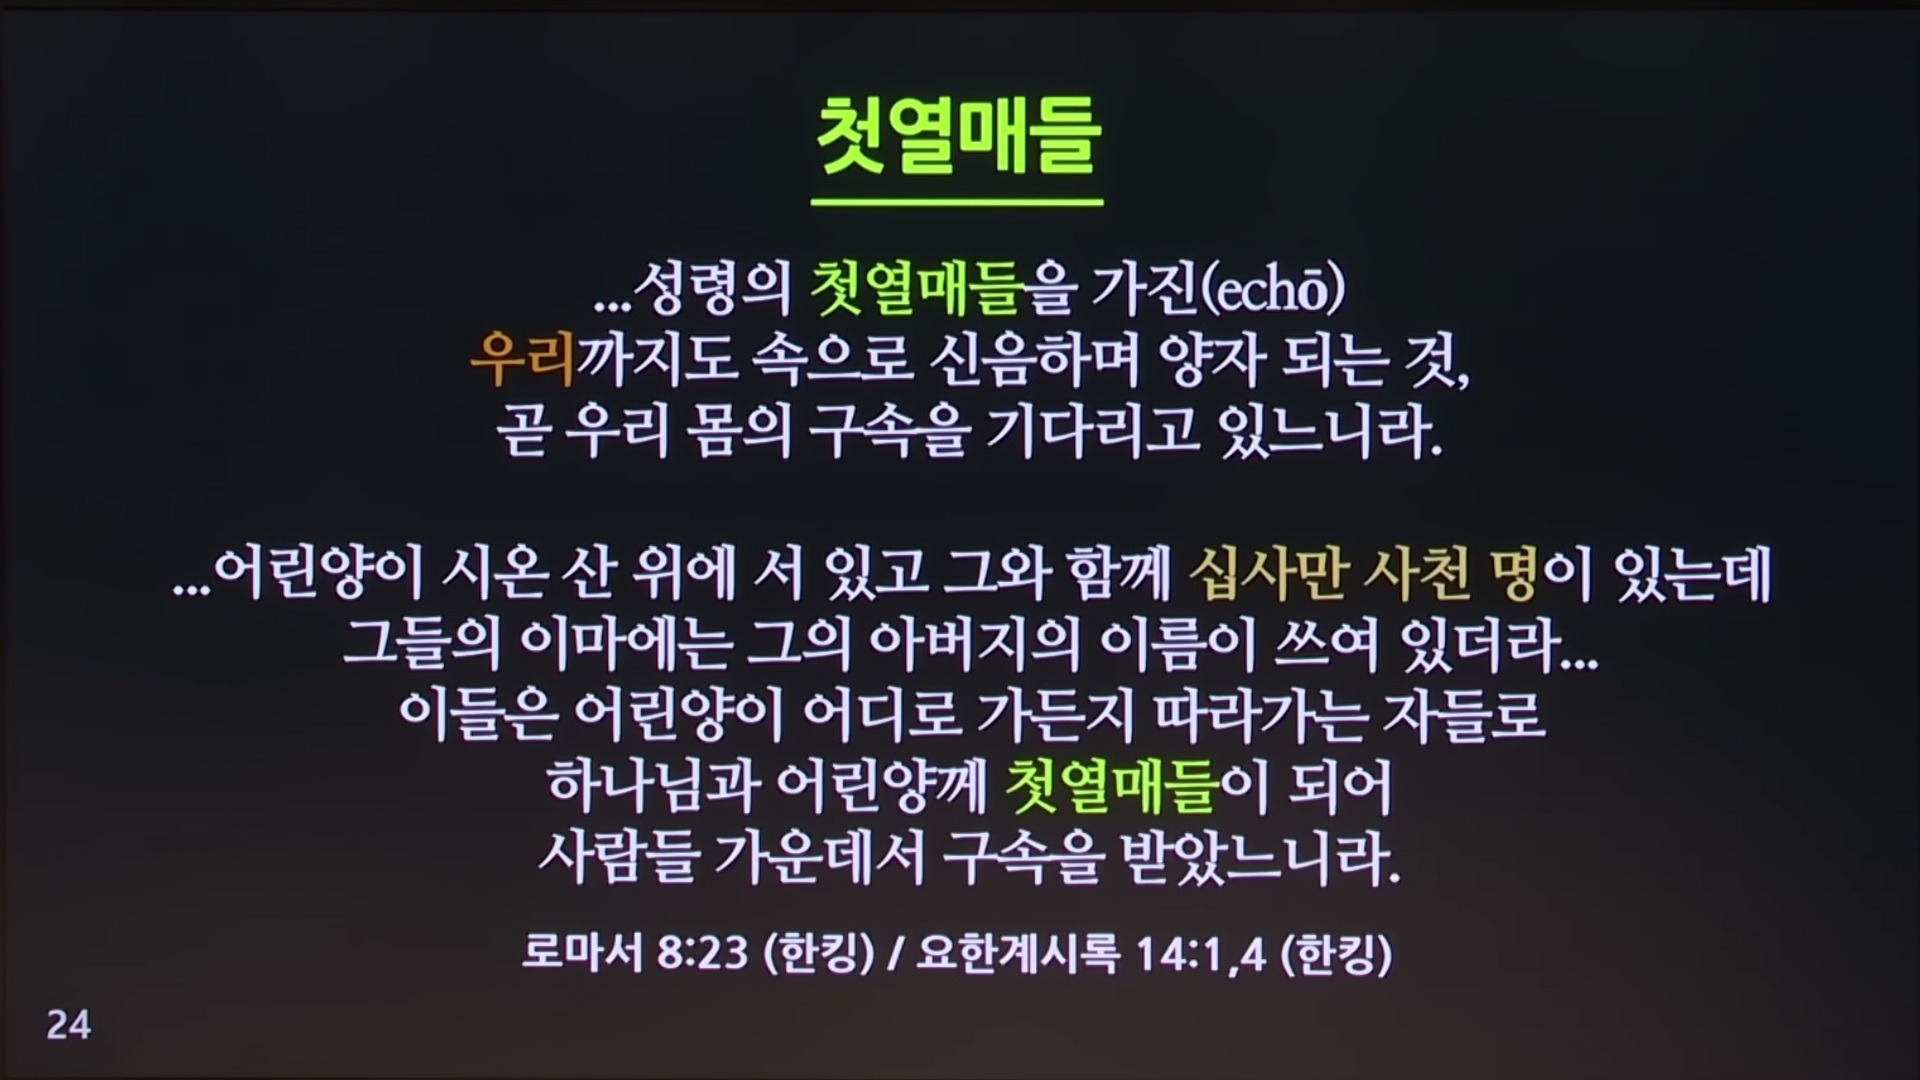 첫열매들
...성령의 첫열매들을 가진(echō)
우리까지도 속으로 신음하며 양자 되는 것,
곧 우리 몸의 구속을 기다리고 있느니라.
...어린양이 시온 산 위에 서 있고 그와 함께 십사만 사천 명이 있는데
그들의 이마에는 그의 아버지의 이름이 쓰여 있더라...
이들은 어린양이 어디로 가든지 따라가는 자들로
하나님과 어린양께 첫열매들이 되어
사람들 가운데서 구속을 받았느니라.
로마서 8:23 (한킹) / 요한계시록 14:1,4 (한킹)
24